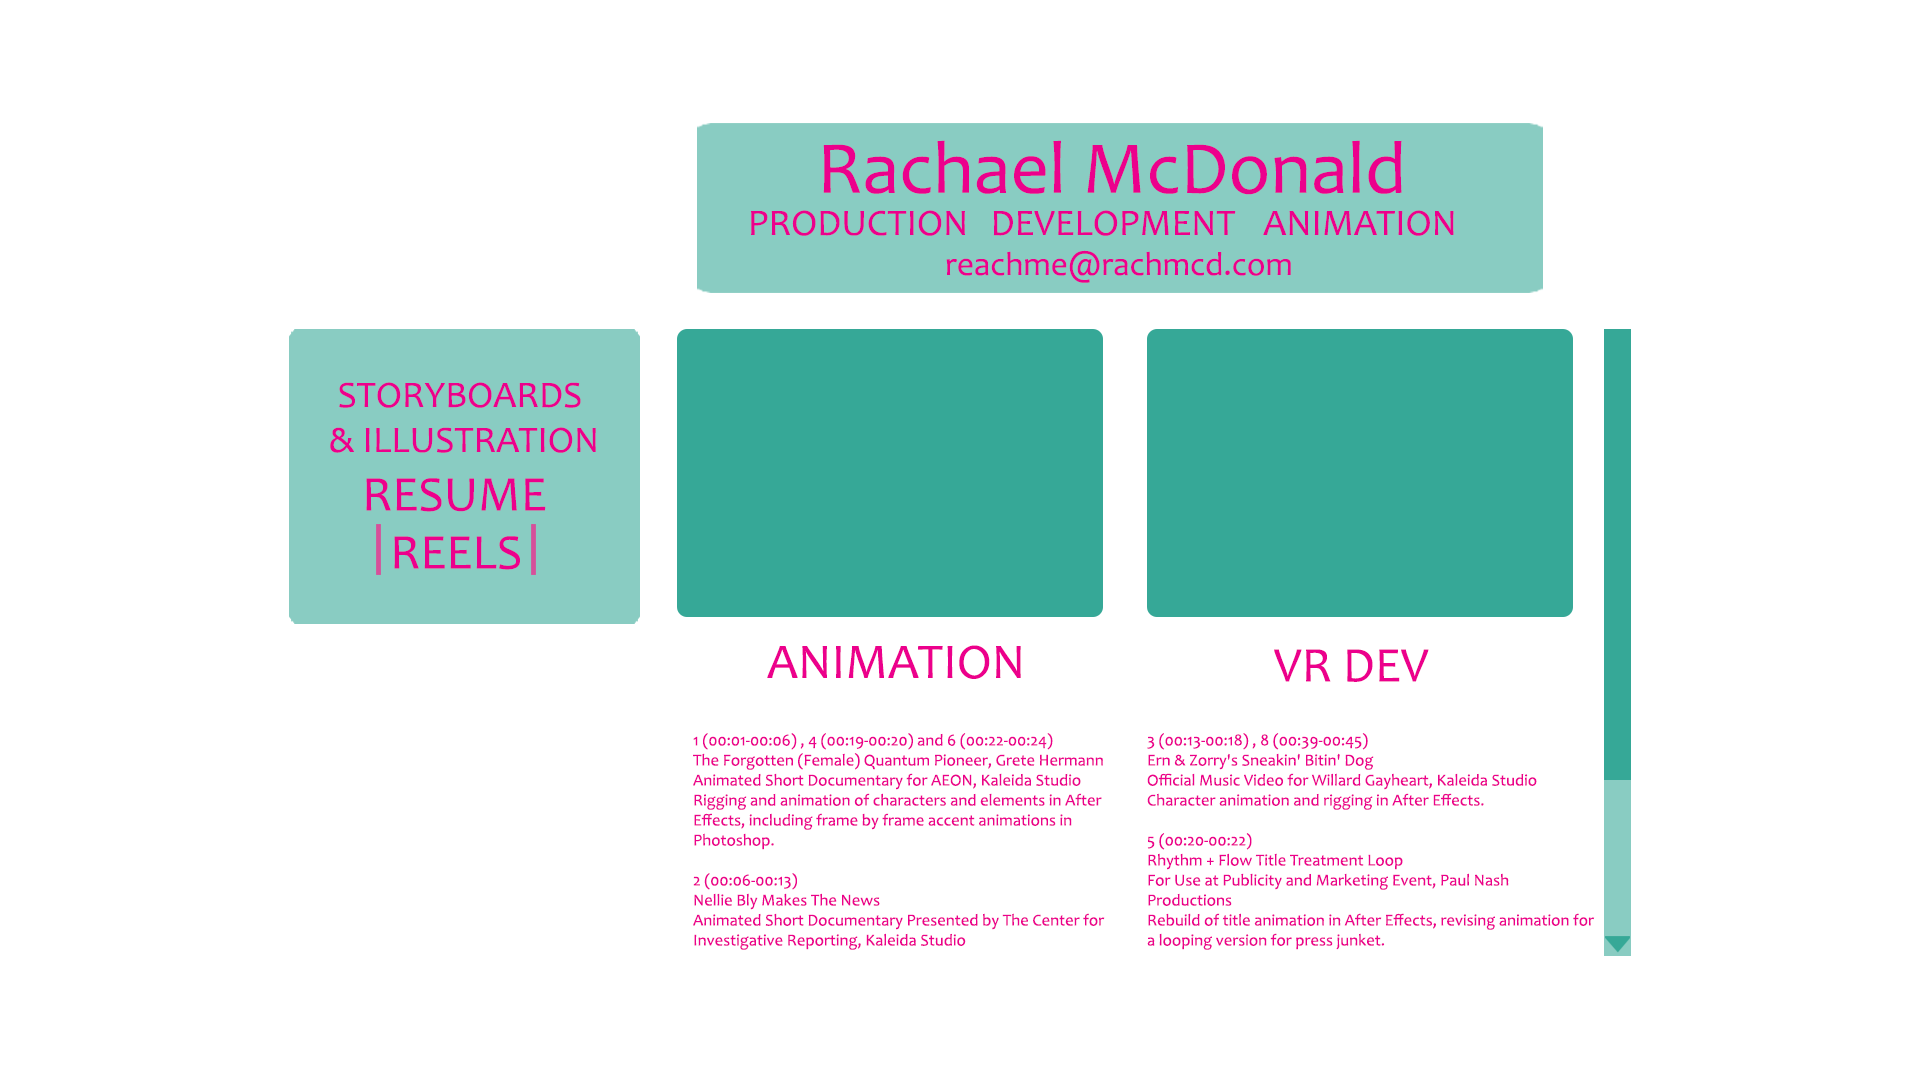 Rachael McDonald
PRODUCTION DEVELOPMENT ANIMATION
reachme@rachmcd.com
STORYBOARDS
& ILLUSTRATION
RESUME
|REELS|
ANIMATION
1 (00:01-00:06) , 4 (00:19-00:20) and 6 (00:22-00:24)
The Forgotten (Female) Quantum Pioneer, Grete Hermann
Animated Short Documentary for AEON, Kaleida Studio
Rigging and animation of characters and elements in After
Effects, including frame by frame accent animations in
Photoshop.
2 (00:06-00:13)
Nellie Bly Makes The News
Animated Short Documentary Presented by The Center for
Investigative Reporting, Kaleida Studio
VR DEV
3 (00:13-00:18) , 8 (00:39-00:45)
Ern & Zorry's Sneakin' Bitin' Dog
Official Music Video for Willard Gayheart, Kaleida Studio
Character animation and rigging in After Effects.
5 (00:20-00:22)
Rhythm + Flow Title Treatment Loop
For Use at Publicity and Marketing Event, Paul Nash
Productions
Rebuild of title animation in After Effects, revising animation for
a looping version for press junket.